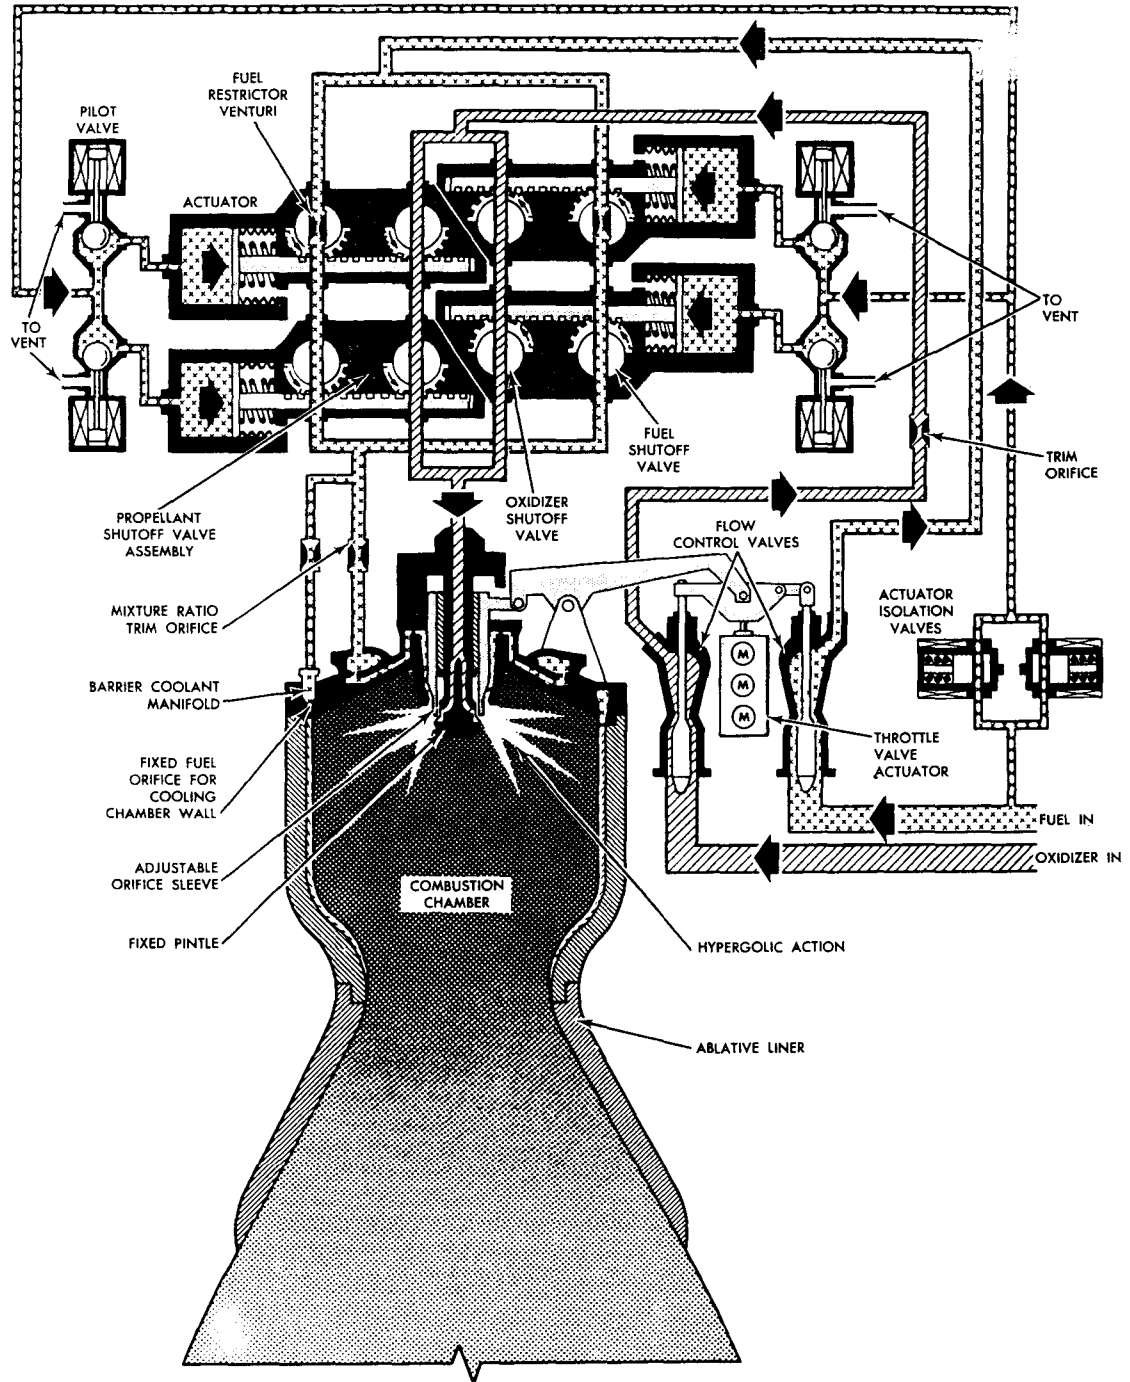 FUEL
RESTRICTOR
VENTURI
PILOT
VALVE
ACTUATOR
TO
VENT
TO
VENT
FUEL
SHUTOFF
VALVE
TRIM
ORIFICE
OXIDIZER
SHUTOFF
VALVE
PROPELLANT
SHUTOFF VALVE
ASSEMBLY
FLOW
CONTROL VALVES
MIXTURE RATIO
TRIM ORIFICE
ACTUATOR
ISOLATION
VALVES
M
M
M
BARRIER COOLANT
MANIFOLD
THROTTLE
VALVE
ACTUATOR
FIXED FUEL
ORIFICE FOR
COOLING
CHAMBER WALL
FUEL IN
OXIDIZER IN
ADJUSTABLE
ORIFICE SLEEVE
COMBUSTION
CHAMBER
FIXED PINTLE
HYPERGOLIC ACTION
ABLATIVE LINER